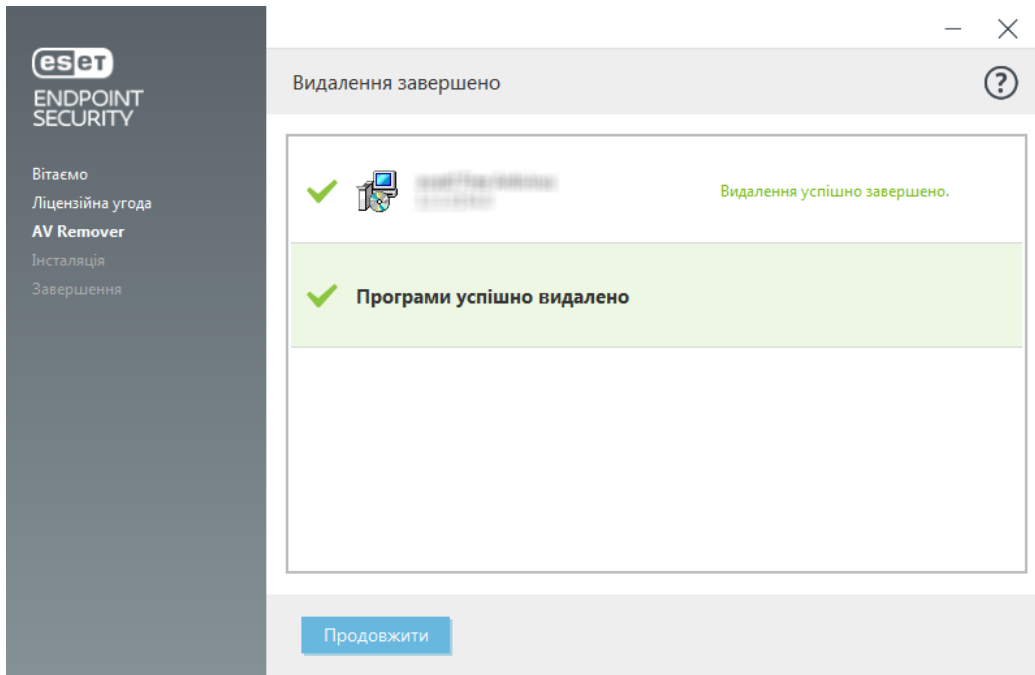 eset
ENDPOINT
SECURITY
Вітаємо
Ліцензійна угода
AV Remover
Інсталяція
Завершення
Видалення завершено
Видалення успішно завершено.
Програми успішно видалено
Продовжити